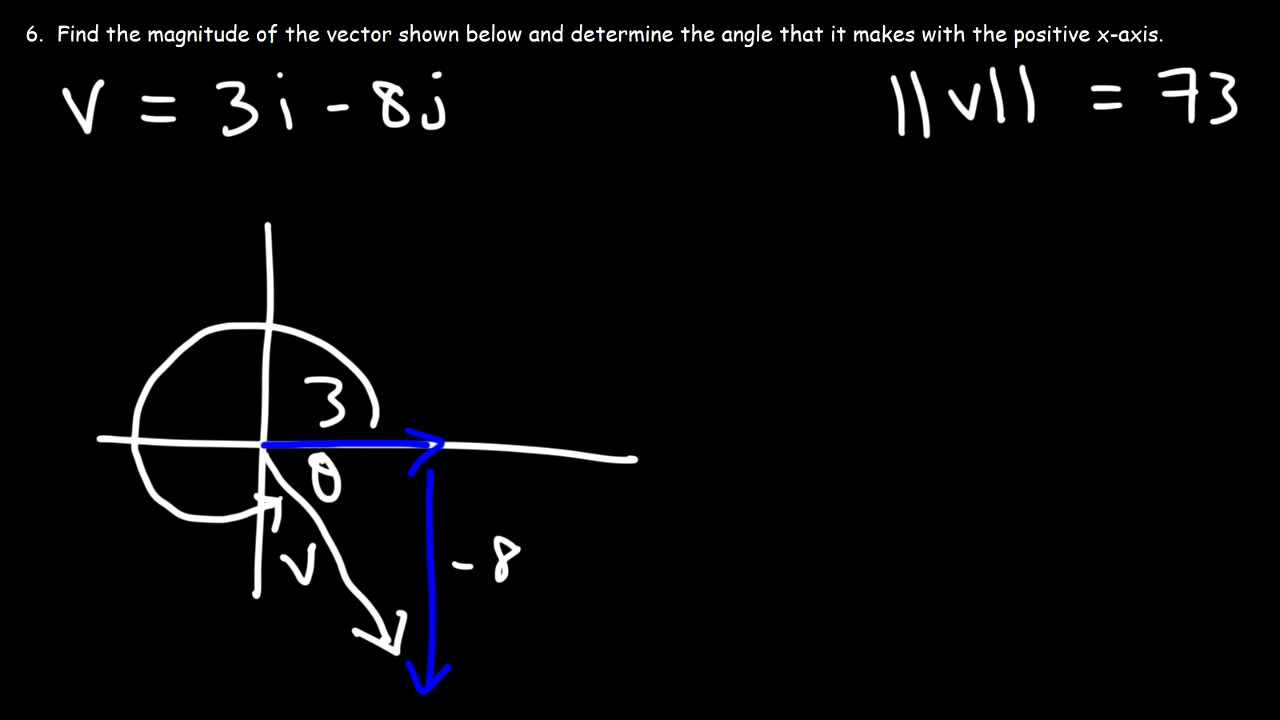 6. Find the magnitude of the vector shown below and determine the angle that it makes with the positive x-axis.
v = 3i - 8j
||v|| = 73
3
θ
v
- 8